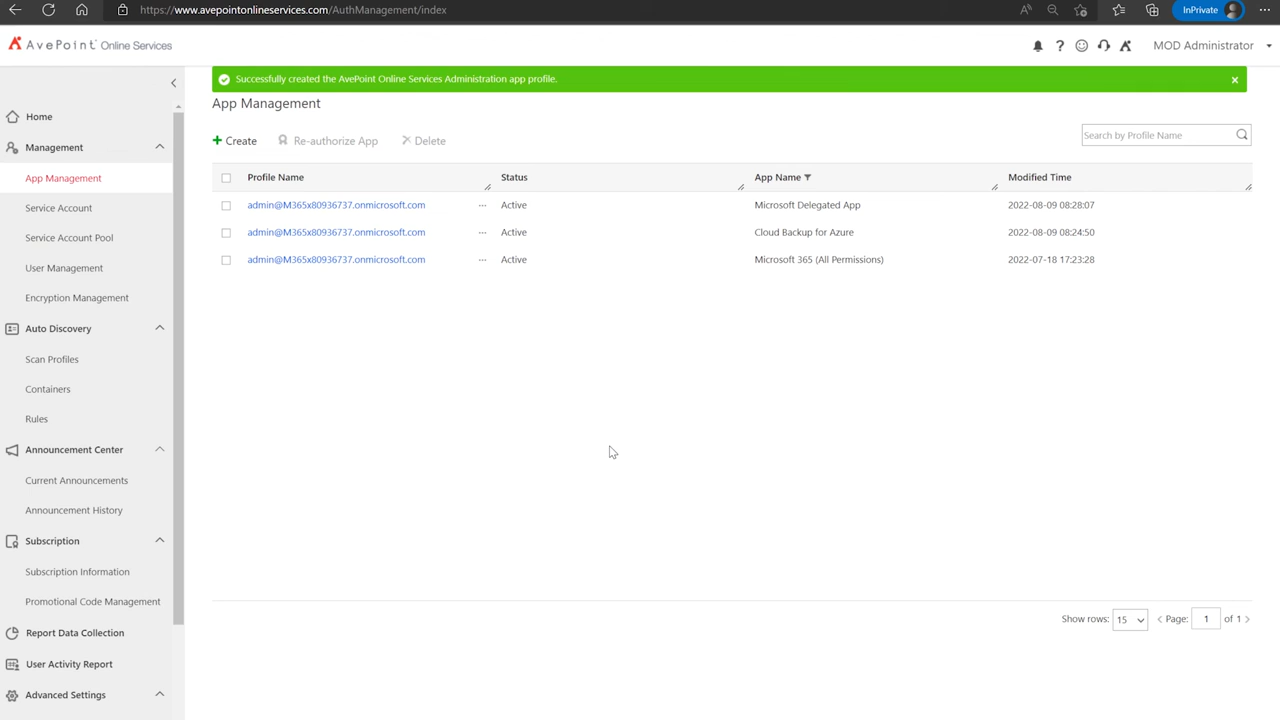 https://www.avepointonlineservices.com/AuthManagement/index
InPrivate
AvePoint Online Services
MOD Administrator
Successfully created the AvePoint Online Services Administration app profile.
App Management
Create
Re-authorize App
Delete
Search by Profile Name
Home
Management
App Management
Service Account
Service Account Pool
User Management
Encryption Management
Auto Discovery
Scan Profiles
Containers
Rules
Announcement Center
Current Announcements
Announcement History
Subscription
Subscription Information
Promotional Code Management
Report Data Collection
User Activity Report
Advanced Settings
Profile Name Status App Name Modified Time
admin@M365x80936737.onmicrosoft.com ... Active Microsoft Delegated App 2022-08-09 08:28:07
admin@M365x80936737.onmicrosoft.com ... Active Cloud Backup for Azure 2022-08-09 08:24:50
admin@M365x80936737.onmicrosoft.com ... Active Microsoft 365 (All Permissions) 2022-07-18 17:23:28
Show rows: 15 Page: 1 of 1